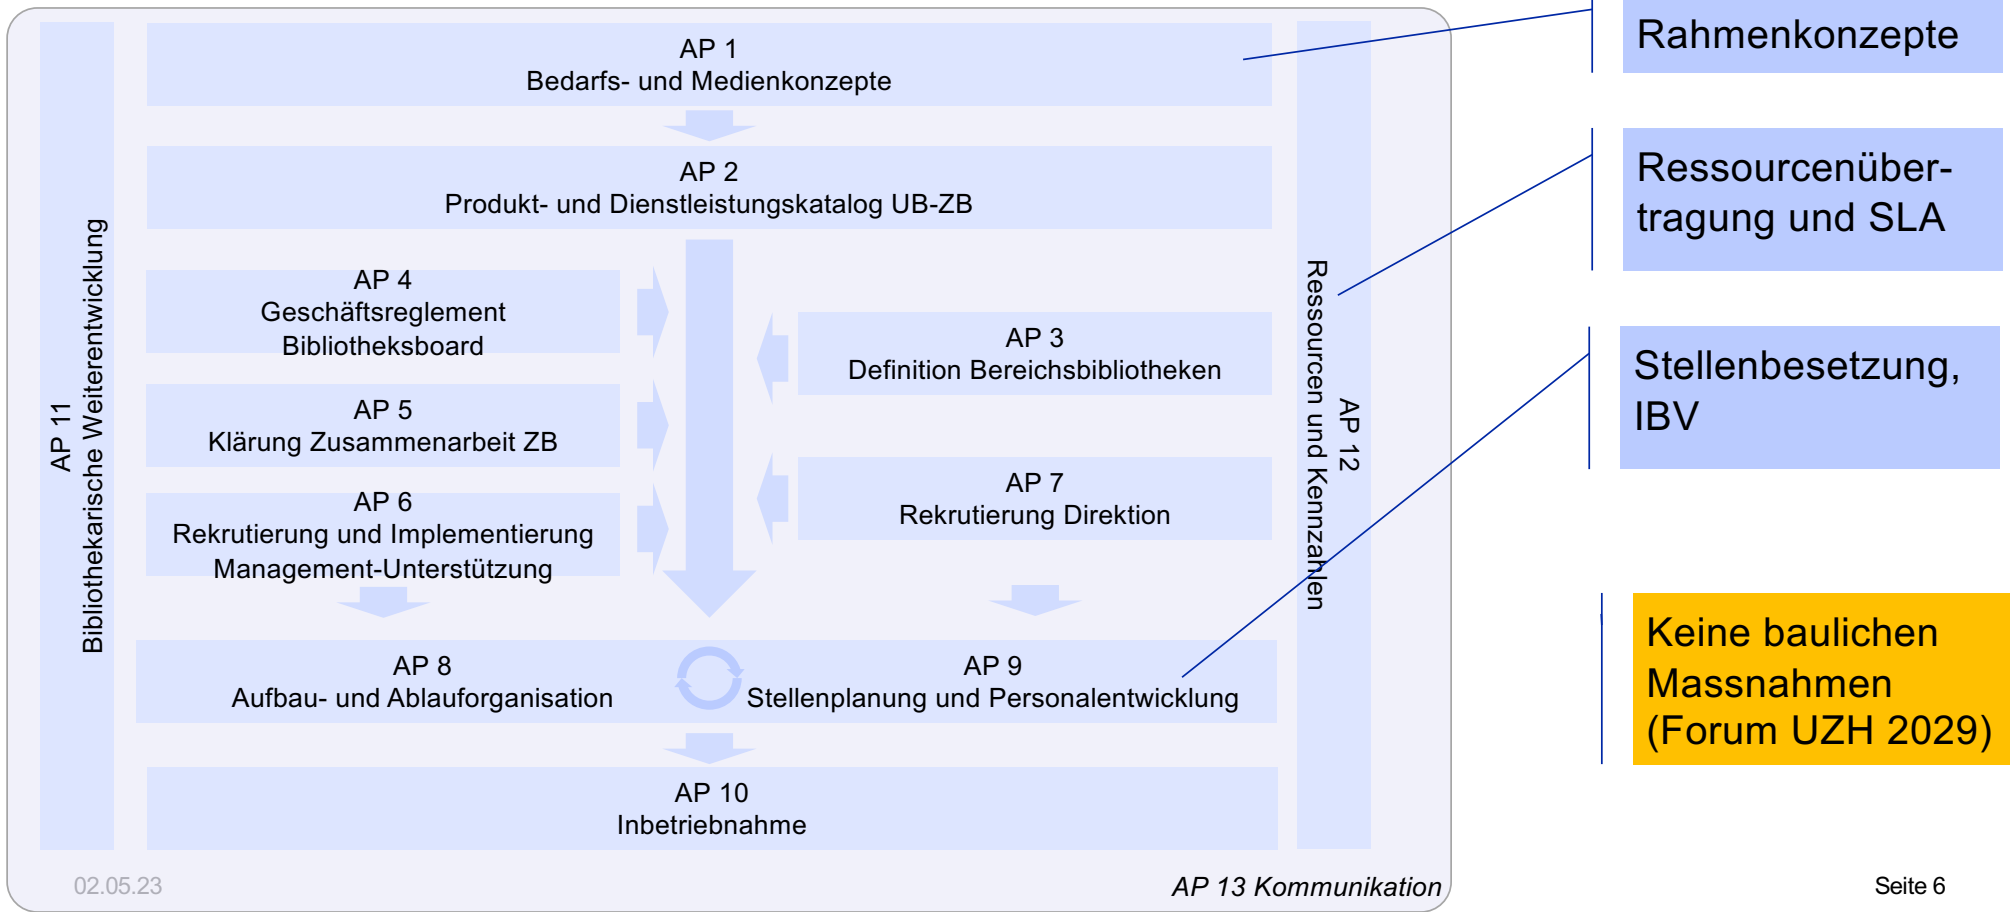 AP 1
Bedarfs- und Medienkonzepte
AP 2
Produkt- und Dienstleistungskatalog UB-ZB
AP 4
Geschäftsreglement
Bibliotheksboard
AP 3
Definition Bereichsbibliotheken
AP 5
Klärung Zusammenarbeit ZB
AP 6
Rekrutierung und Implementierung
Management-Unterstützung
AP 7
Rekrutierung Direktion
AP 8
Aufbau- und Ablauforganisation
AP 9
Stellenplanung und Personalentwicklung
AP 10
Inbetriebnahme
AP 11
Bibliothekarische Weiterentwicklung
AP 12
Ressourcen und Kennzahlen
AP 13 Kommunikation
Rahmenkonzepte
Ressourcenüber-
tragung und SLA
Stellenbesetzung,
IBV
Keine baulichen
Massnahmen
(Forum UZH 2029)
02.05.23
Seite 6